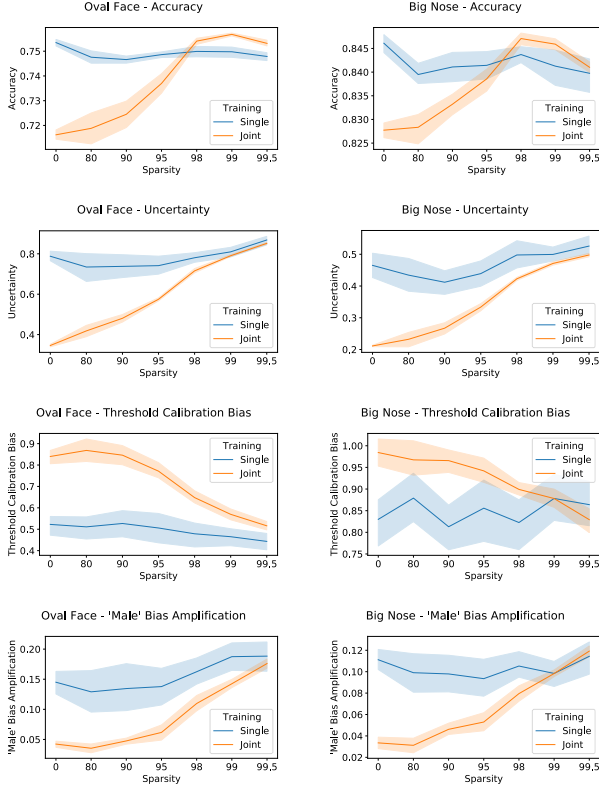 Oval Face - Accuracy
Accuracy
0.75
0.74
0.73
0.72
Training
Single
Joint
0 80 90 95 98 99 99.5
Sparsity
Big Nose - Accuracy
Accuracy
0.845
0.840
0.835
0.830
0.825
Training
Single
Joint
0 80 90 95 98 99 99.5
Sparsity
Oval Face - Uncertainty
Uncertainty
0.8
0.6
0.4
Training
Single
Joint
0 80 90 95 98 99 99.5
Sparsity
Big Nose - Uncertainty
Uncertainty
0.5
0.4
0.3
0.2
Training
Single
Joint
0 80 90 95 98 99 99.5
Sparsity
Oval Face - Threshold Calibration Bias
Threshold Calibration Bias
0.9
0.8
0.7
0.6
0.5
0.4
Training
Single
Joint
0 80 90 95 98 99 99.5
Sparsity
Big Nose - Threshold Calibration Bias
Threshold Calibration Bias
1.00
0.95
0.90
0.85
0.80
0.75
Training
Single
Joint
0 80 90 95 98 99 99.5
Sparsity
Oval Face - 'Male' Bias Amplification
'Male' Bias Amplification
0.20
0.15
0.10
0.05
Training
Single
Joint
0 80 90 95 98 99 99.5
Sparsity
Big Nose - 'Male' Bias Amplification
'Male' Bias Amplification
0.12
0.10
0.08
0.06
0.04
0.02
Training
Single
Joint
0 80 90 95 98 99 99.5
Sparsity